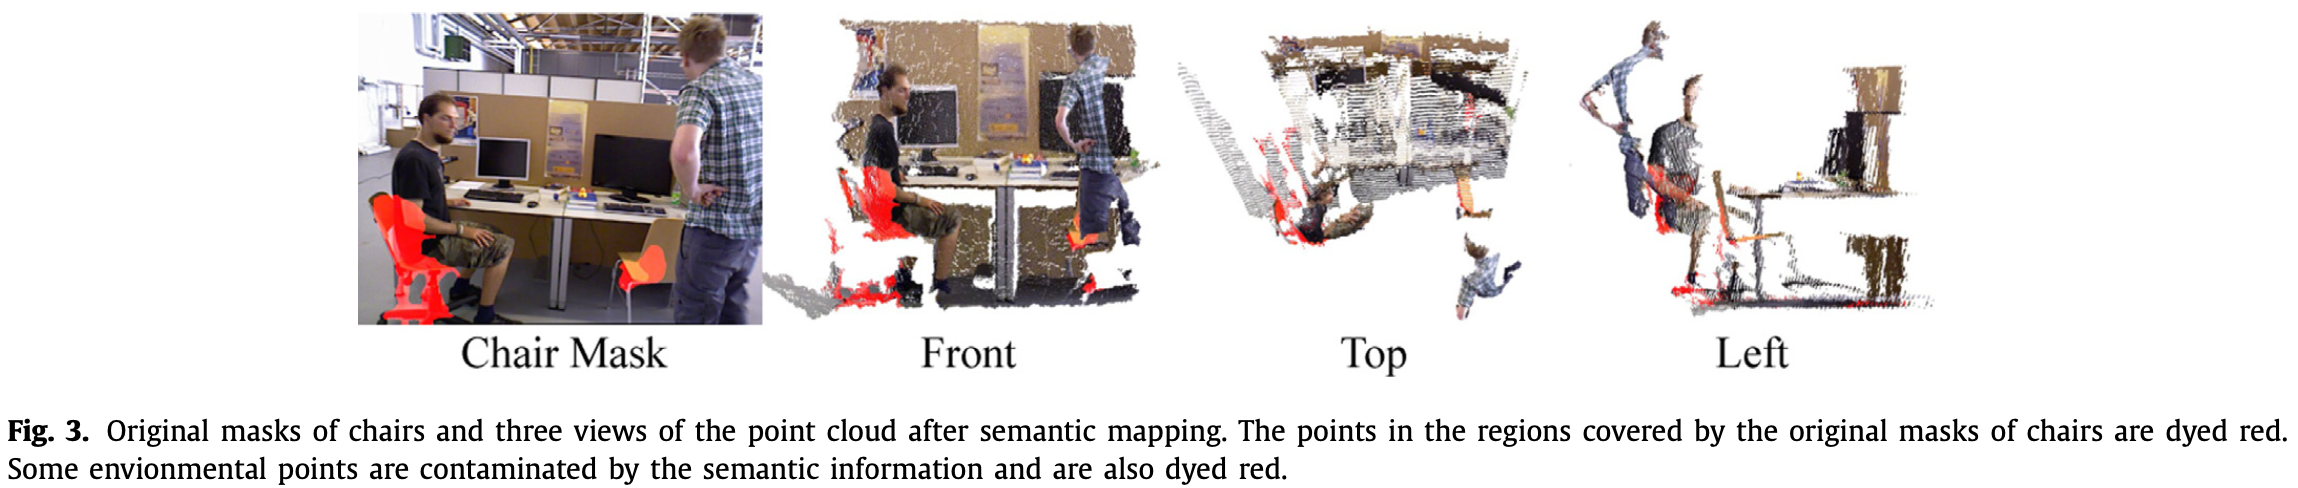 Chair Mask
Front
Top
Left
Fig. 3. Original masks of chairs and three views of the point cloud after semantic mapping. The points in the regions covered by the original masks of chairs are dyed red.
Some envionmental points are contaminated by the semantic information and are also dyed red.